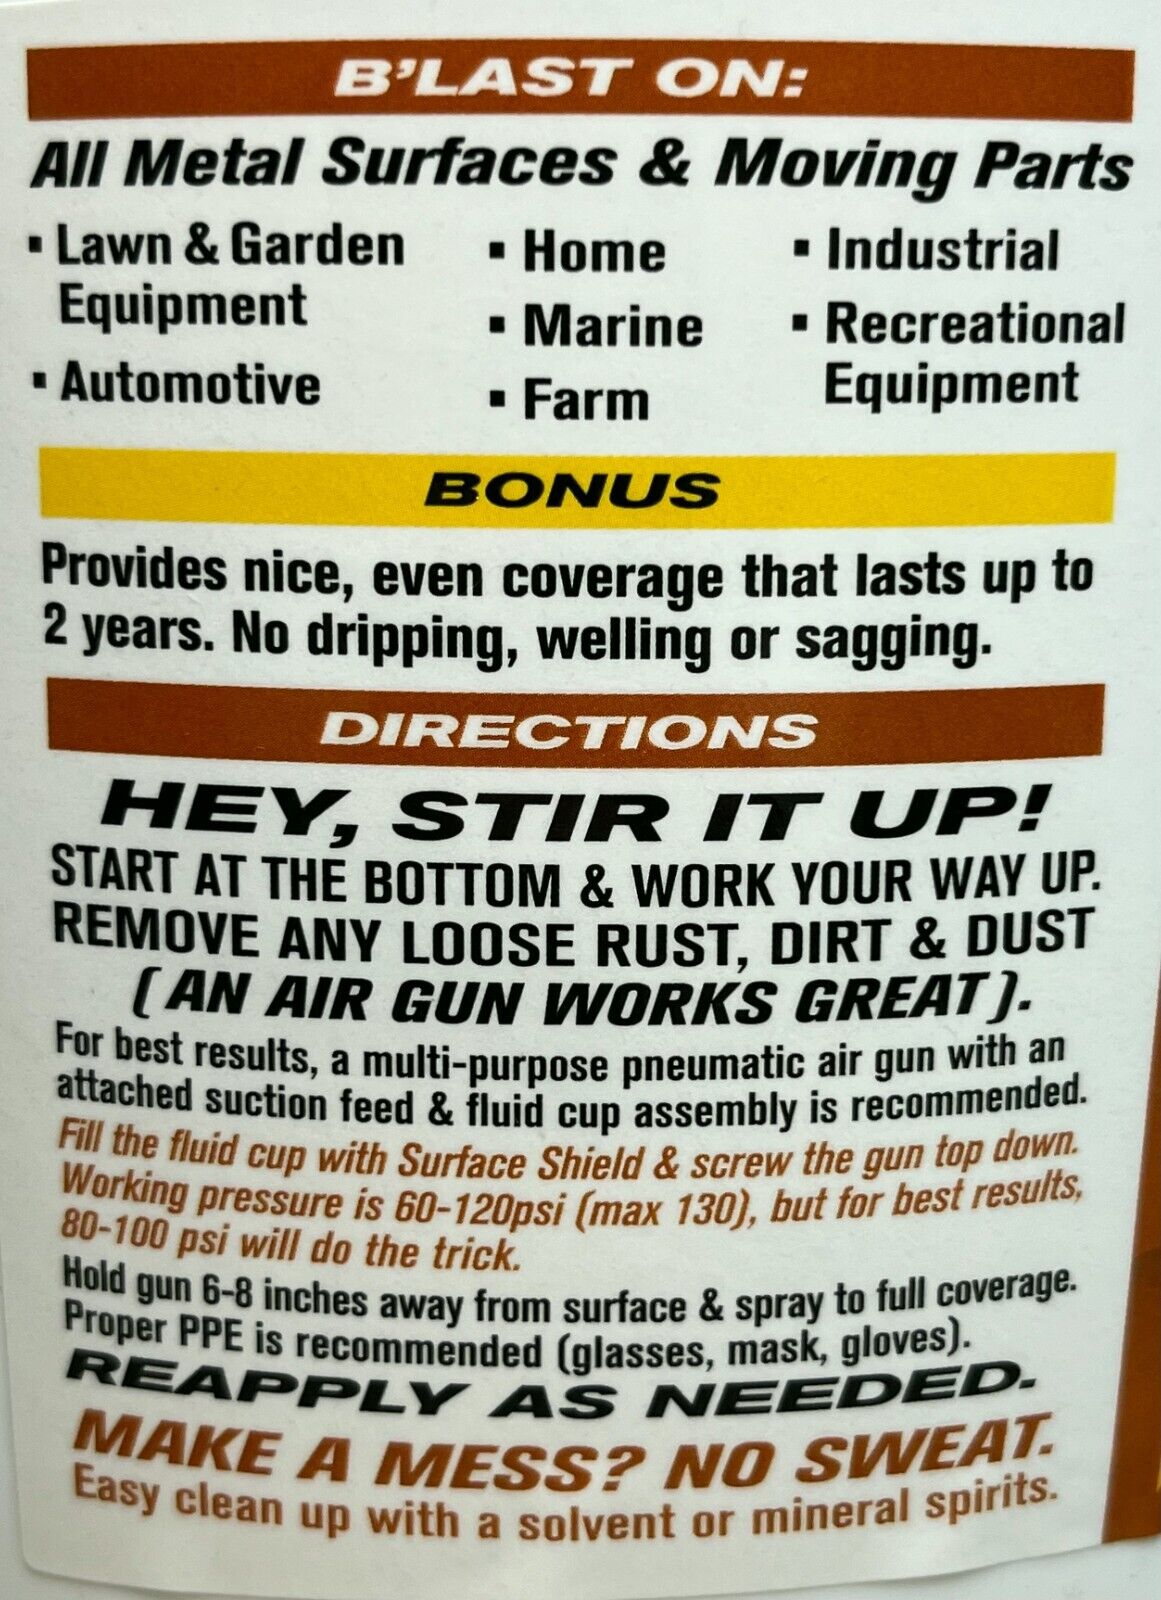 B'LAST ON:
All Metal Surfaces & Moving Parts
▪ Lawn & Garden Equipment
▪ Automotive
▪ Home
▪ Marine
▪ Farm
▪ Industrial
▪ Recreational Equipment
BONUS
Provides nice, even coverage that lasts up to
2 years. No dripping, welling or sagging.
DIRECTIONS
HEY, STIR IT UP!
START AT THE BOTTOM & WORK YOUR WAY UP.
REMOVE ANY LOOSE RUST, DIRT & DUST
(AN AIR GUN WORKS GREAT).
For best results, a multi-purpose pneumatic air gun with an
attached suction feed & fluid cup assembly is recommended.
Fill the fluid cup with Surface Shield & screw the gun top down.
Working pressure is 60-120psi (max 130), but for best results,
80-100 psi will do the trick.
Hold gun 6-8 inches away from surface & spray to full coverage.
Proper PPE is recommended (glasses, mask, gloves).
REAPPLY AS NEEDED.
MAKE A MESS? NO SWEAT.
Easy clean up with a solvent or mineral spirits.